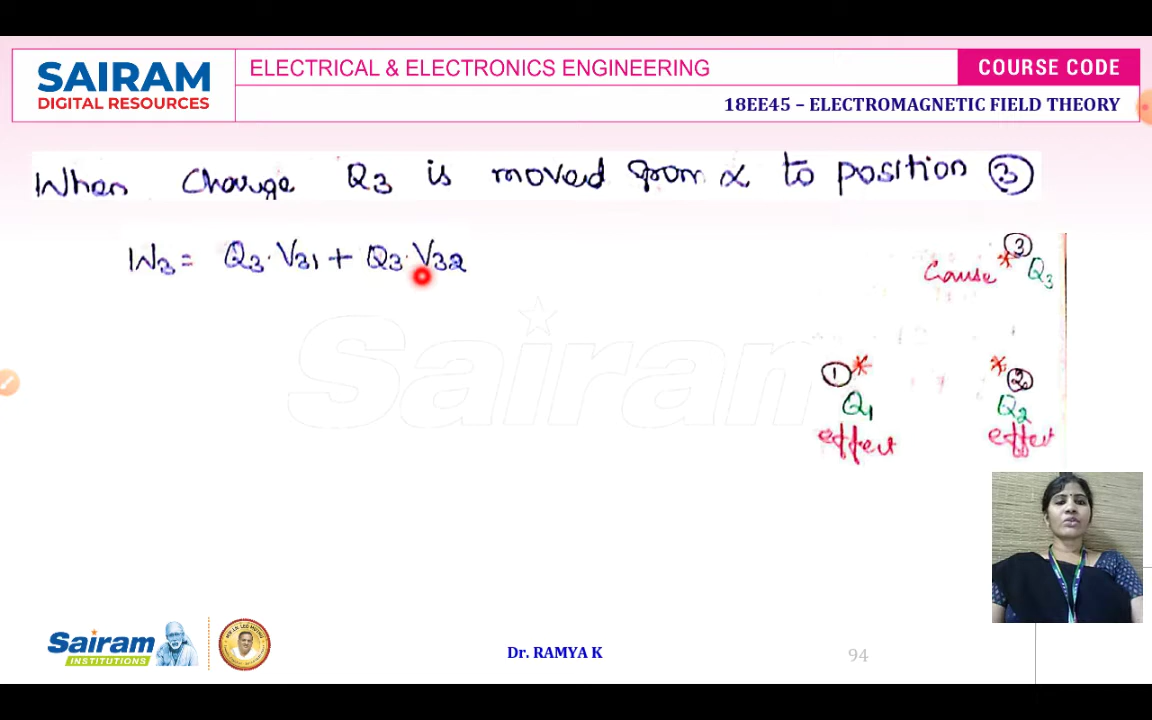 SAIRAM
DIGITAL RESOURCES
ELECTRICAL & ELECTRONICS ENGINEERING
COURSE CODE
18EE45 – ELECTROMAGNETIC FIELD THEORY
When Charge Q3 is moved from ∝ to position ③
W3 = Q3·V31 + Q3·V32
③
Cause * Q3
① *
* ②
Q1
Q2
effect
effect
Sairam
Sairam
INSTITUTIONS
Dr. RAMYA K
94